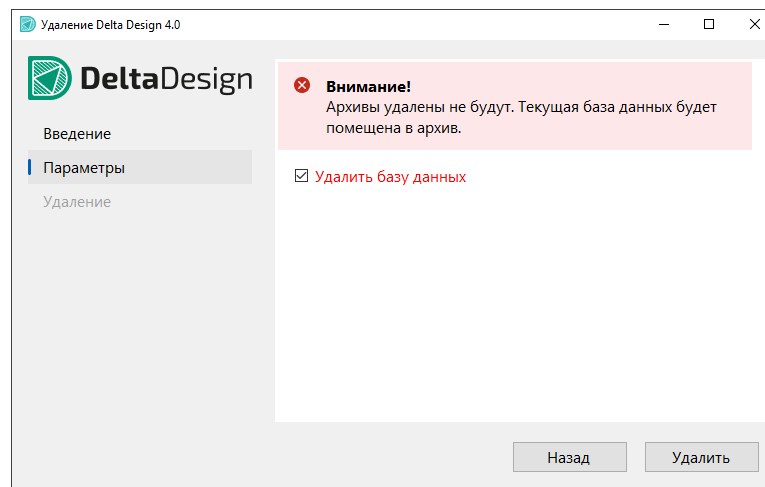 Удаление Delta Design 4.0
DeltaDesign
Введение
Параметры
Удаление
Внимание!
Архивы удалены не будут. Текущая база данных будет
помещена в архив.
Удалить базу данных
Назад
Удалить